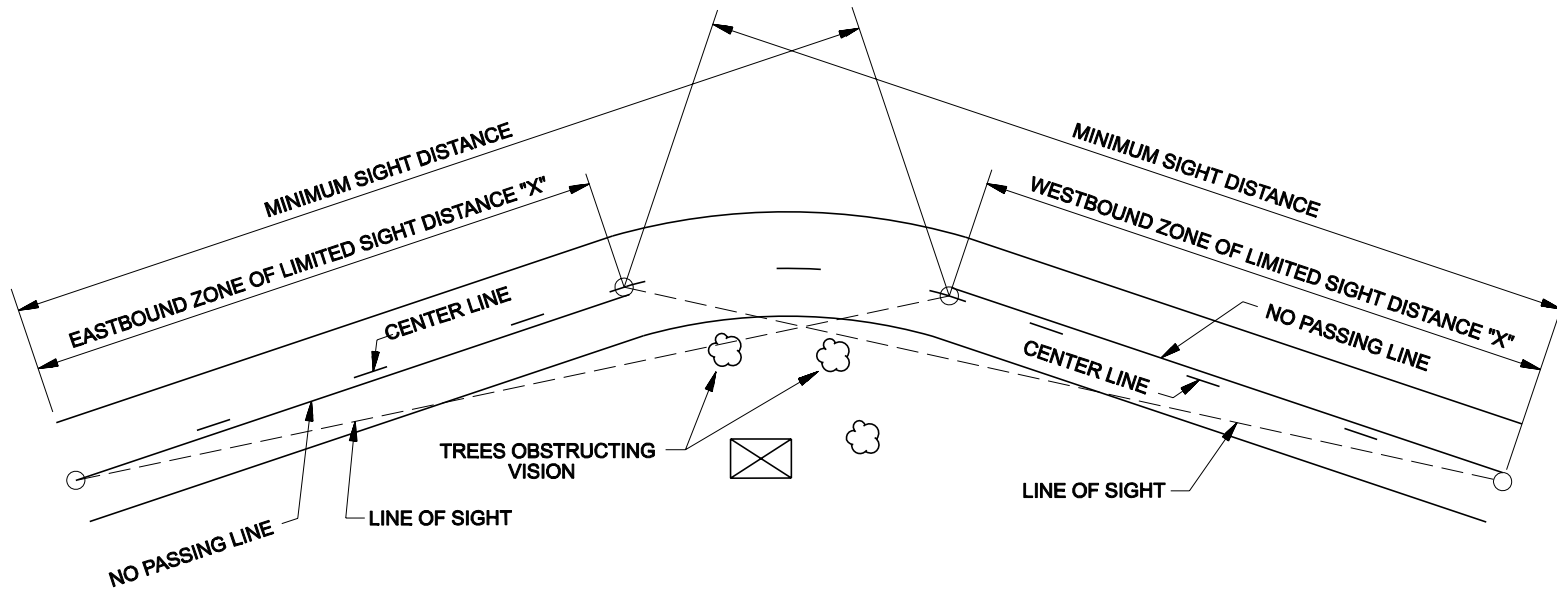 MINIMUM SIGHT DISTANCE
EASTBOUND ZONE OF LIMITED SIGHT DISTANCE "X"
CENTER LINE
MINIMUM SIGHT DISTANCE
WESTBOUND ZONE OF LIMITED SIGHT DISTANCE "X"
NO PASSING LINE
CENTER LINE
TREES OBSTRUCTING
VISION
LINE OF SIGHT
LINE OF SIGHT
NO PASSING LINE